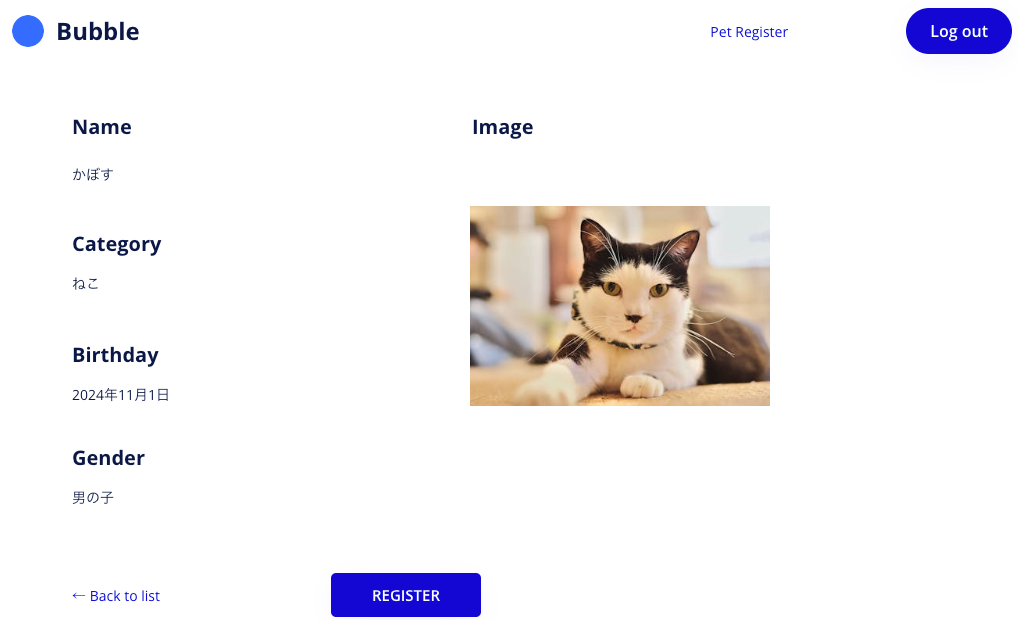 Bubble
Pet Register
Log out
Name
かぼす
Category
ねこ
Birthday
2024年11月1日
Gender
男の子
Image
← Back to list
REGISTER